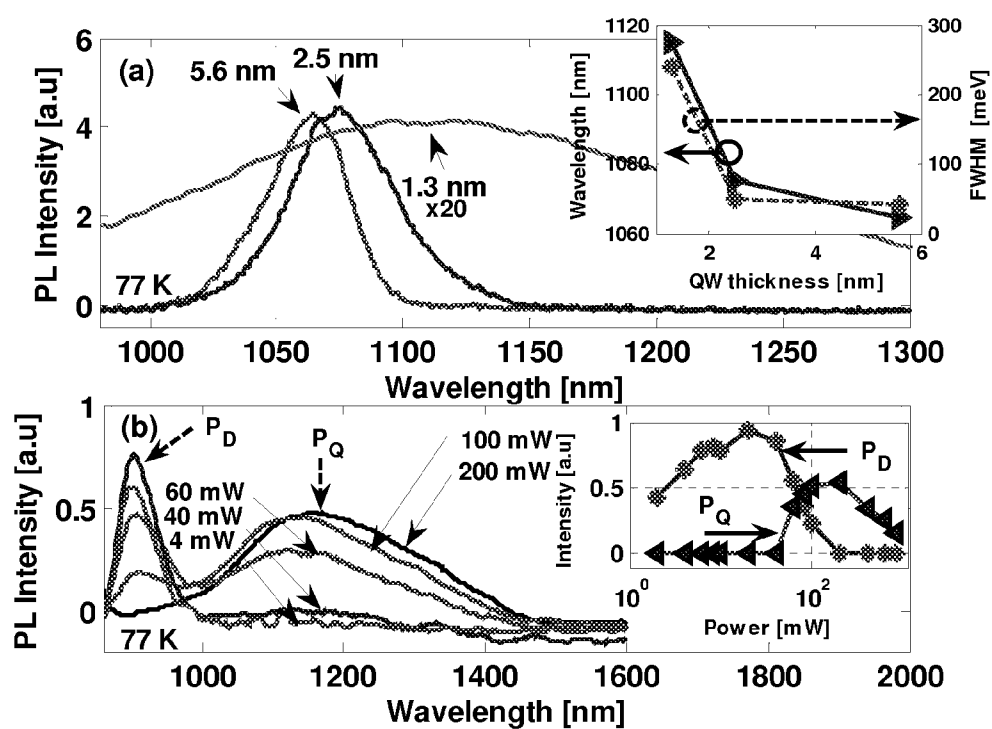 (a)
6
4
2
0
PL Intensity [a.u]
5.6 nm
2.5 nm
1.3 nm
x20
77 K
1000 1050 1100 1150 1200 1250 1300
Wavelength [nm]
1120
1100
1080
1060
Wavelength [nm]
300
200
100
0
FWHM [meV]
2 4 6
QW thickness [nm]
(b)
1
0.5
0
PL Intensity [a.u]
P_D
P_Q
100 mW
200 mW
60 mW
40 mW
4 mW
77 K
1000 1200 1400 1600 1800 2000
Wavelength [nm]
1
0.5
0
Intensity [a.u]
P_D
P_Q
10^0 10^2
Power [mW]